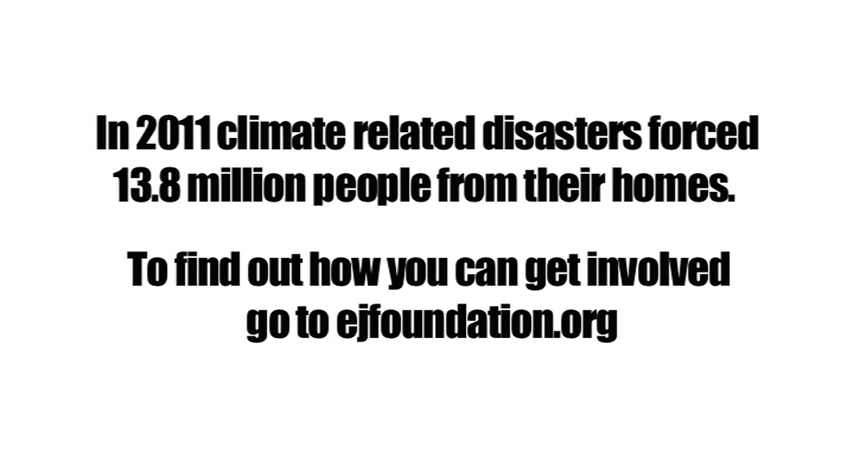 In 2011 climate related disasters forced
13.8 million people from their homes.
To find out how you can get involved
go to ejfoundation.org